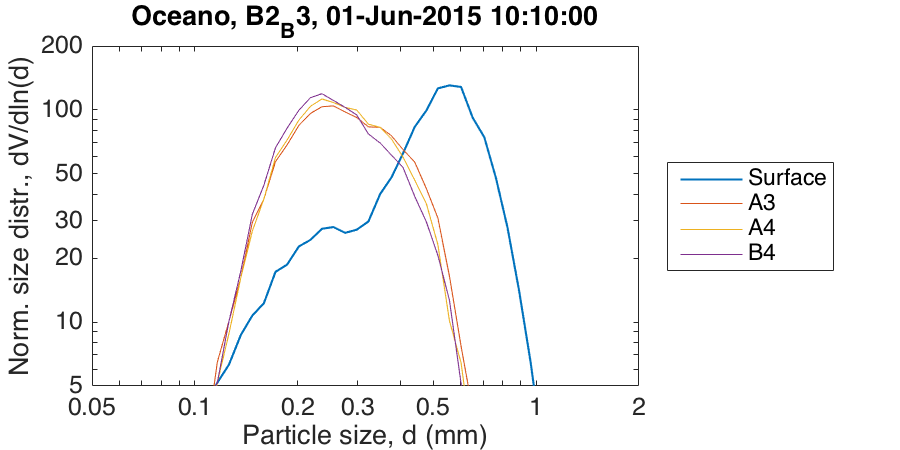 Oceano, B2B3, 01-Jun-2015 10:10:00
Norm. size distr., dV/dln(d)
200
100
50
30
20
10
5
0.05 0.1 0.2 0.3 0.5 1 2
Particle size, d (mm)
Surface
A3
A4
B4